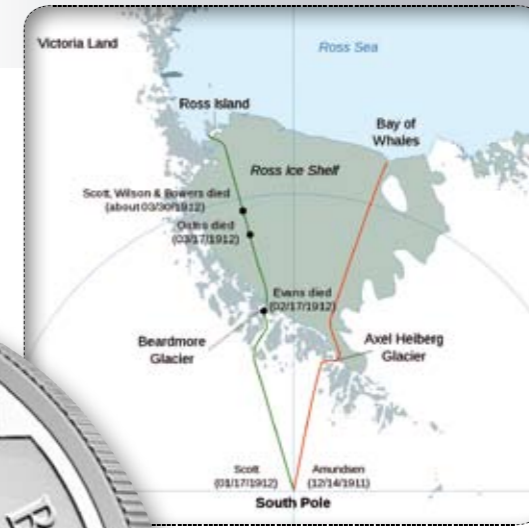 Victoria Land
Ross Sea
Ross Island
Bay of
Whales
Ross Ice Shelf
Scott, Wilson & Bowers died
(about 03/30/1912)
Oates died
(03/17/1912)
Evans died
(02/17/1912)
Beardmore
Glacier
Axel Heiberg
Glacier
Scott
(01/17/1912)
Amundsen
(12/14/1911)
South Pole